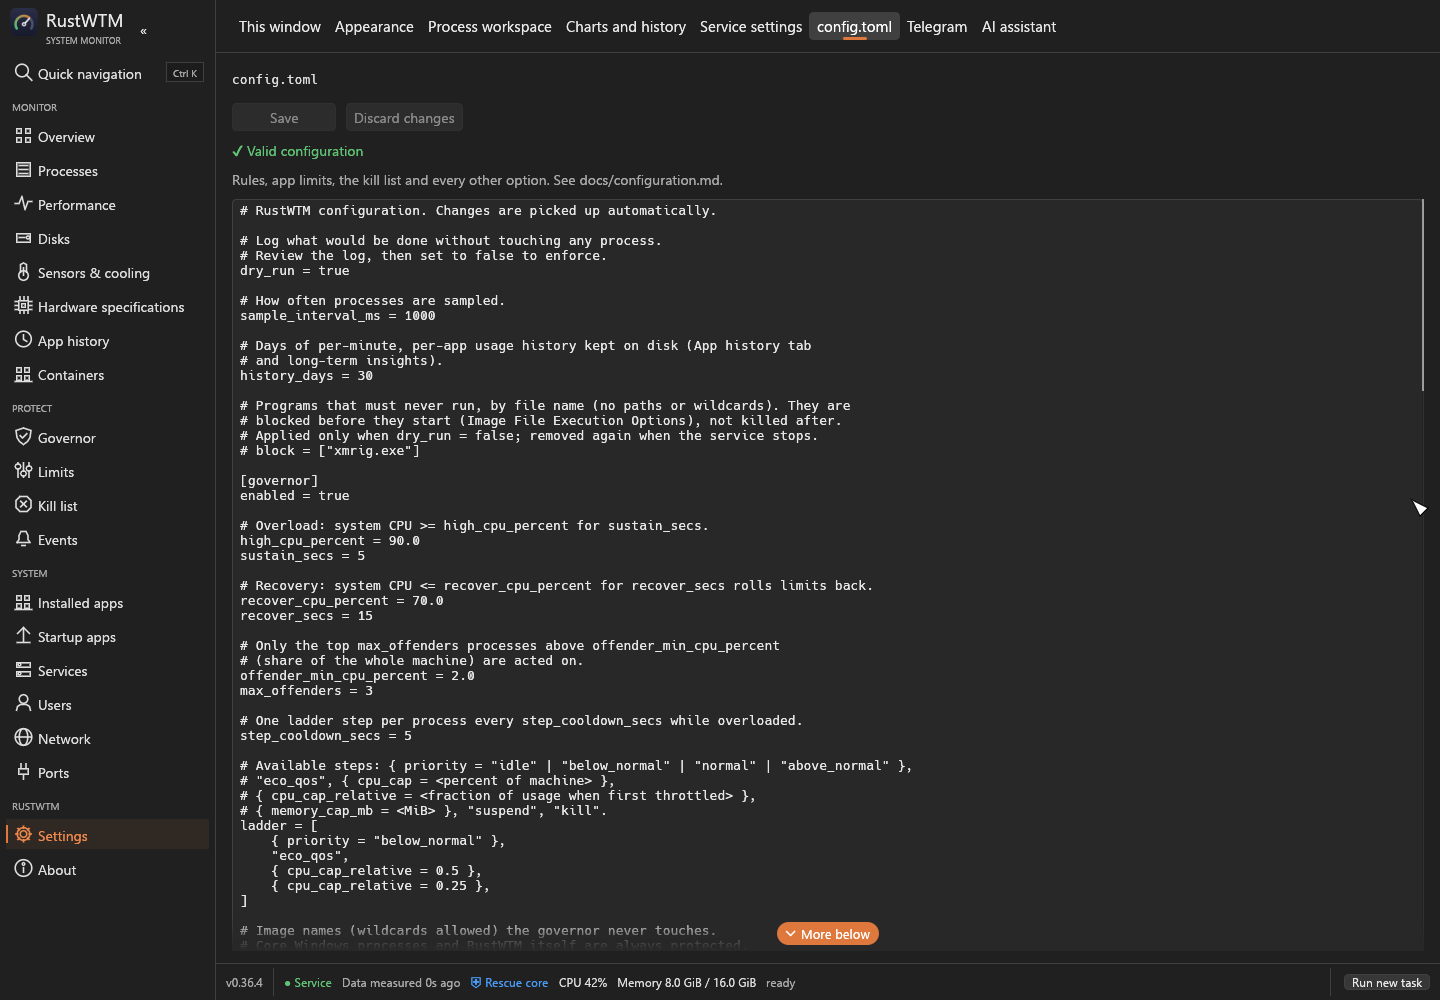 RustWTM
SYSTEM MONITOR
«
Quick navigation
Ctrl K
MONITOR
Overview
Processes
Performance
Disks
Sensors & cooling
Hardware specifications
App history
Containers
PROTECT
Governor
Limits
Kill list
Events
SYSTEM
Installed apps
Startup apps
Services
Users
Network
Ports
RUSTWTM
Settings
About
This window Appearance Process workspace Charts and history Service settings config.toml Telegram AI assistant
config.toml
Save Discard changes
✓ Valid configuration
Rules, app limits, the kill list and every other option. See docs/configuration.md.
# RustWTM configuration. Changes are picked up automatically.
# Log what would be done without touching any process.
# Review the log, then set to false to enforce.
dry_run = true
# How often processes are sampled.
sample_interval_ms = 1000
# Days of per-minute, per-app usage history kept on disk (App history tab
# and long-term insights).
history_days = 30
# Programs that must never run, by file name (no paths or wildcards). They are
# blocked before they start (Image File Execution Options), not killed after.
# Applied only when dry_run = false; removed again when the service stops.
# block = ["xmrig.exe"]
[governor]
enabled = true
# Overload: system CPU >= high_cpu_percent for sustain_secs.
high_cpu_percent = 90.0
sustain_secs = 5
# Recovery: system CPU <= recover_cpu_percent for recover_secs rolls limits back.
recover_cpu_percent = 70.0
recover_secs = 15
# Only the top max_offenders processes above offender_min_cpu_percent
# (share of the whole machine) are acted on.
offender_min_cpu_percent = 2.0
max_offenders = 3
# One ladder step per process every step_cooldown_secs while overloaded.
step_cooldown_secs = 5
# Available steps: { priority = "idle" | "below_normal" | "normal" | "above_normal" },
# "eco_qos", { cpu_cap = <percent of machine> },
# { cpu_cap_relative = <fraction of usage when first throttled> },
# { memory_cap_mb = <MiB> }, "suspend", "kill".
ladder = [
    { priority = "below_normal" },
    "eco_qos",
    { cpu_cap_relative = 0.5 },
    { cpu_cap_relative = 0.25 },
]
# Image names (wildcards allowed) the governor never touches.
# Core Windows processes and RustWTM itself are always protected.
More below
v0.36.4 Service Data measured 0s ago Rescue core CPU 42% Memory 8.0 GiB / 16.0 GiB ready Run new task